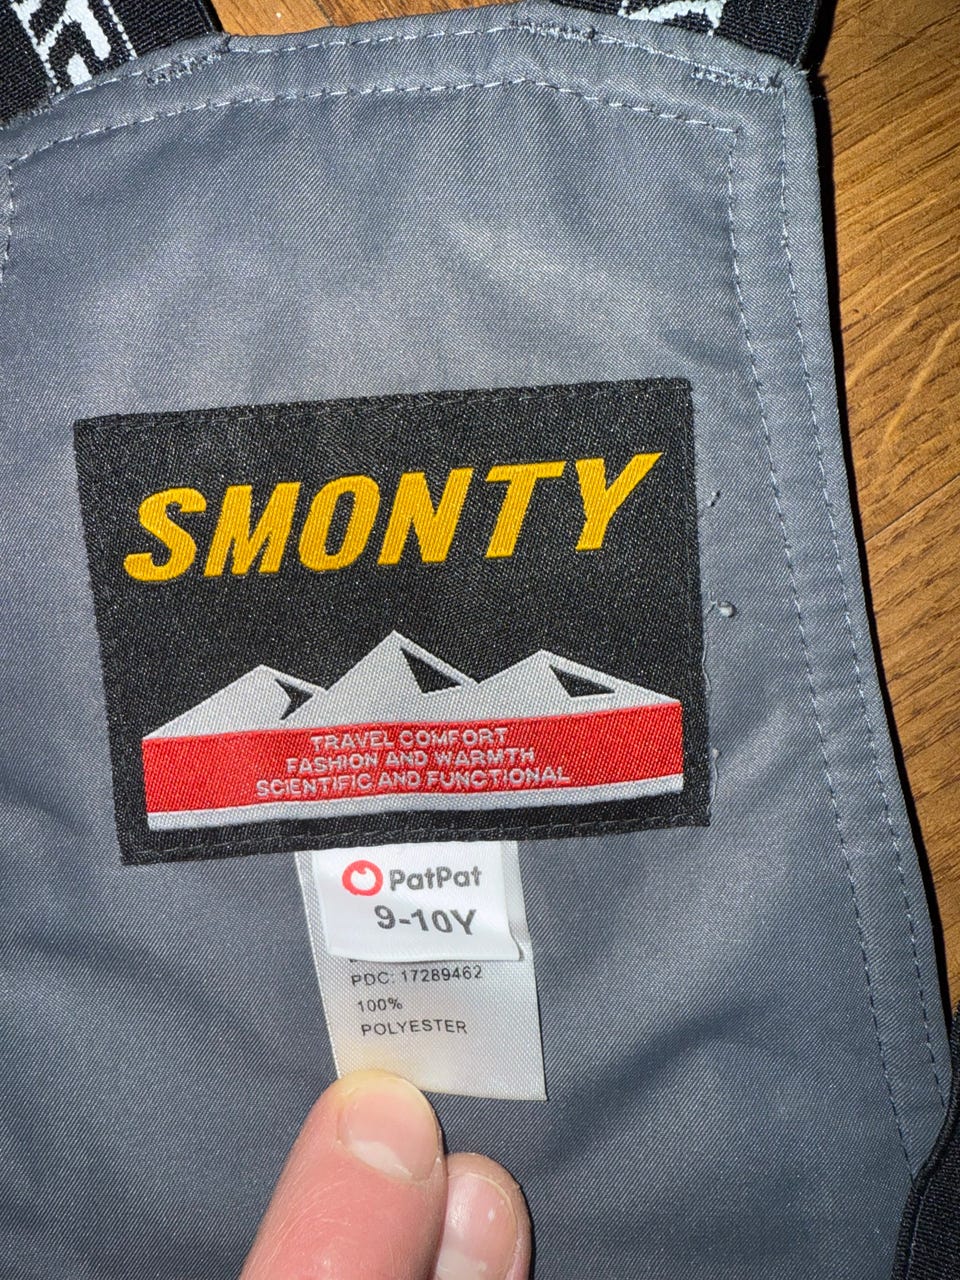 SMONTY
TRAVEL COMFORT
FASHION AND WARMTH
SCIENTIFIC AND FUNCTIONAL
PatPat
9-10Y
PDC: 17289462
100%
POLYESTER